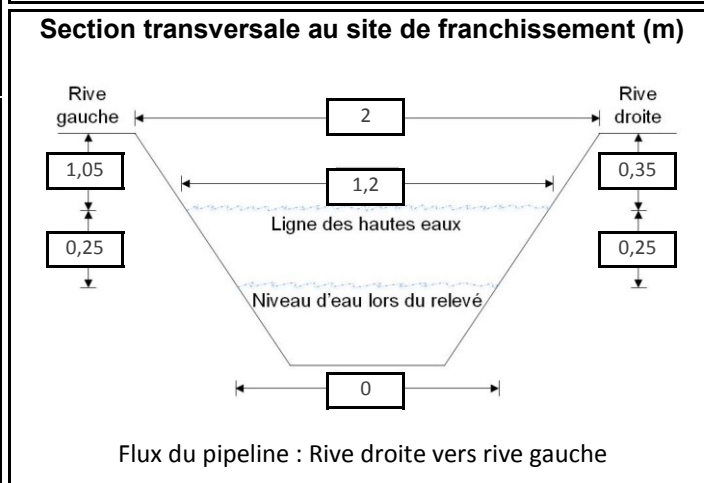 Section transversale au site de franchissement (m)
Rive
gauche
2
Rive
droite
1,05
1,2
0,35
Ligne des hautes eaux
0,25
0,25
Niveau d'eau lors du relevé
0
Flux du pipeline : Rive droite vers rive gauche